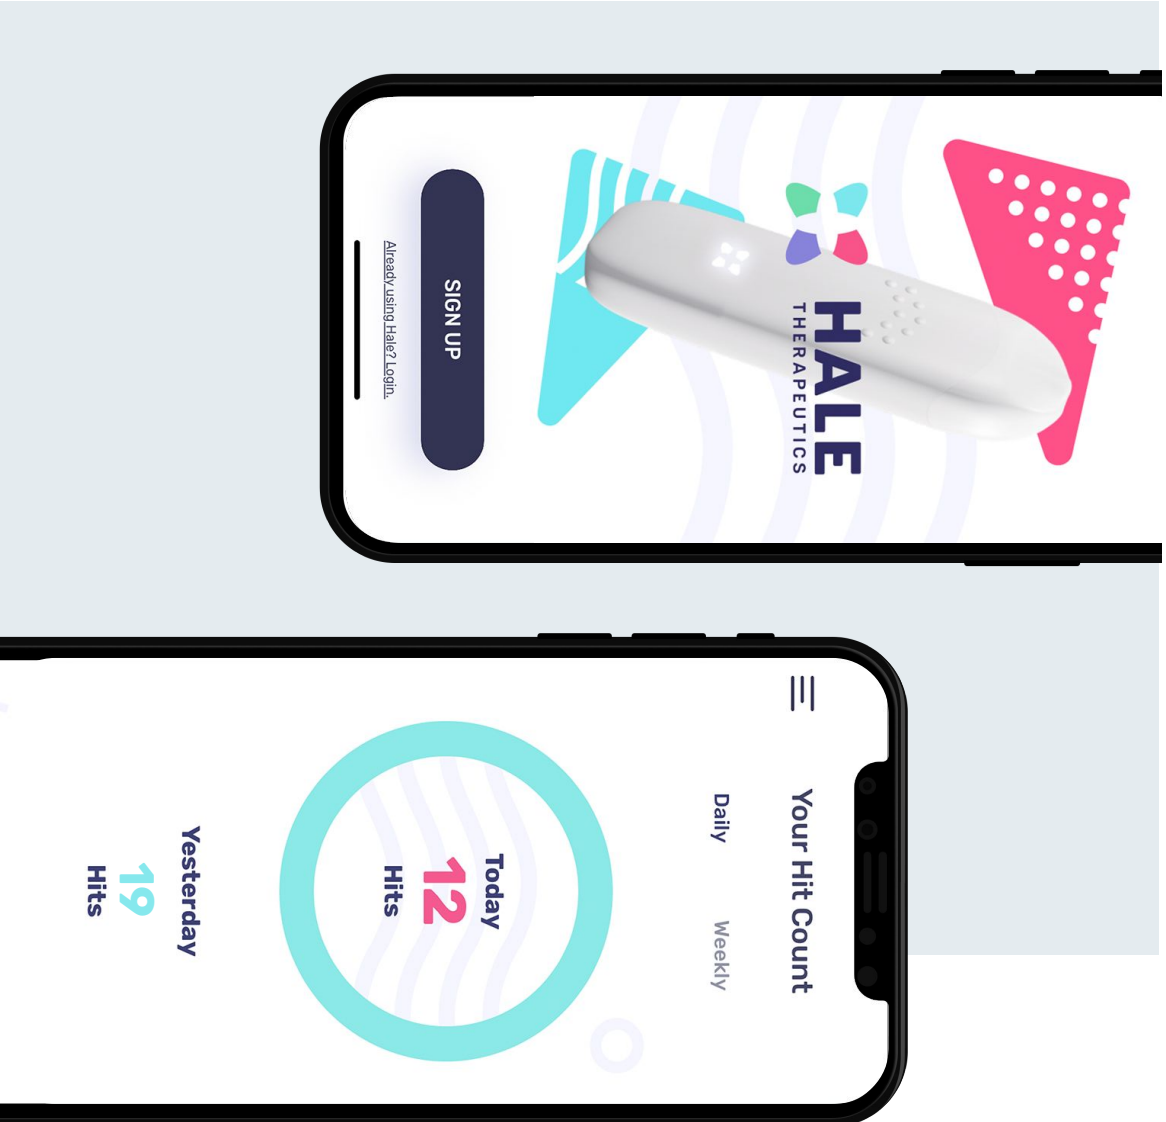 HALE
THERAPEUTICS
SIGN UP
Already using Hale? Login.
Your Hit Count
Daily
Weekly
Today
12
Hits
Yesterday
19
Hits